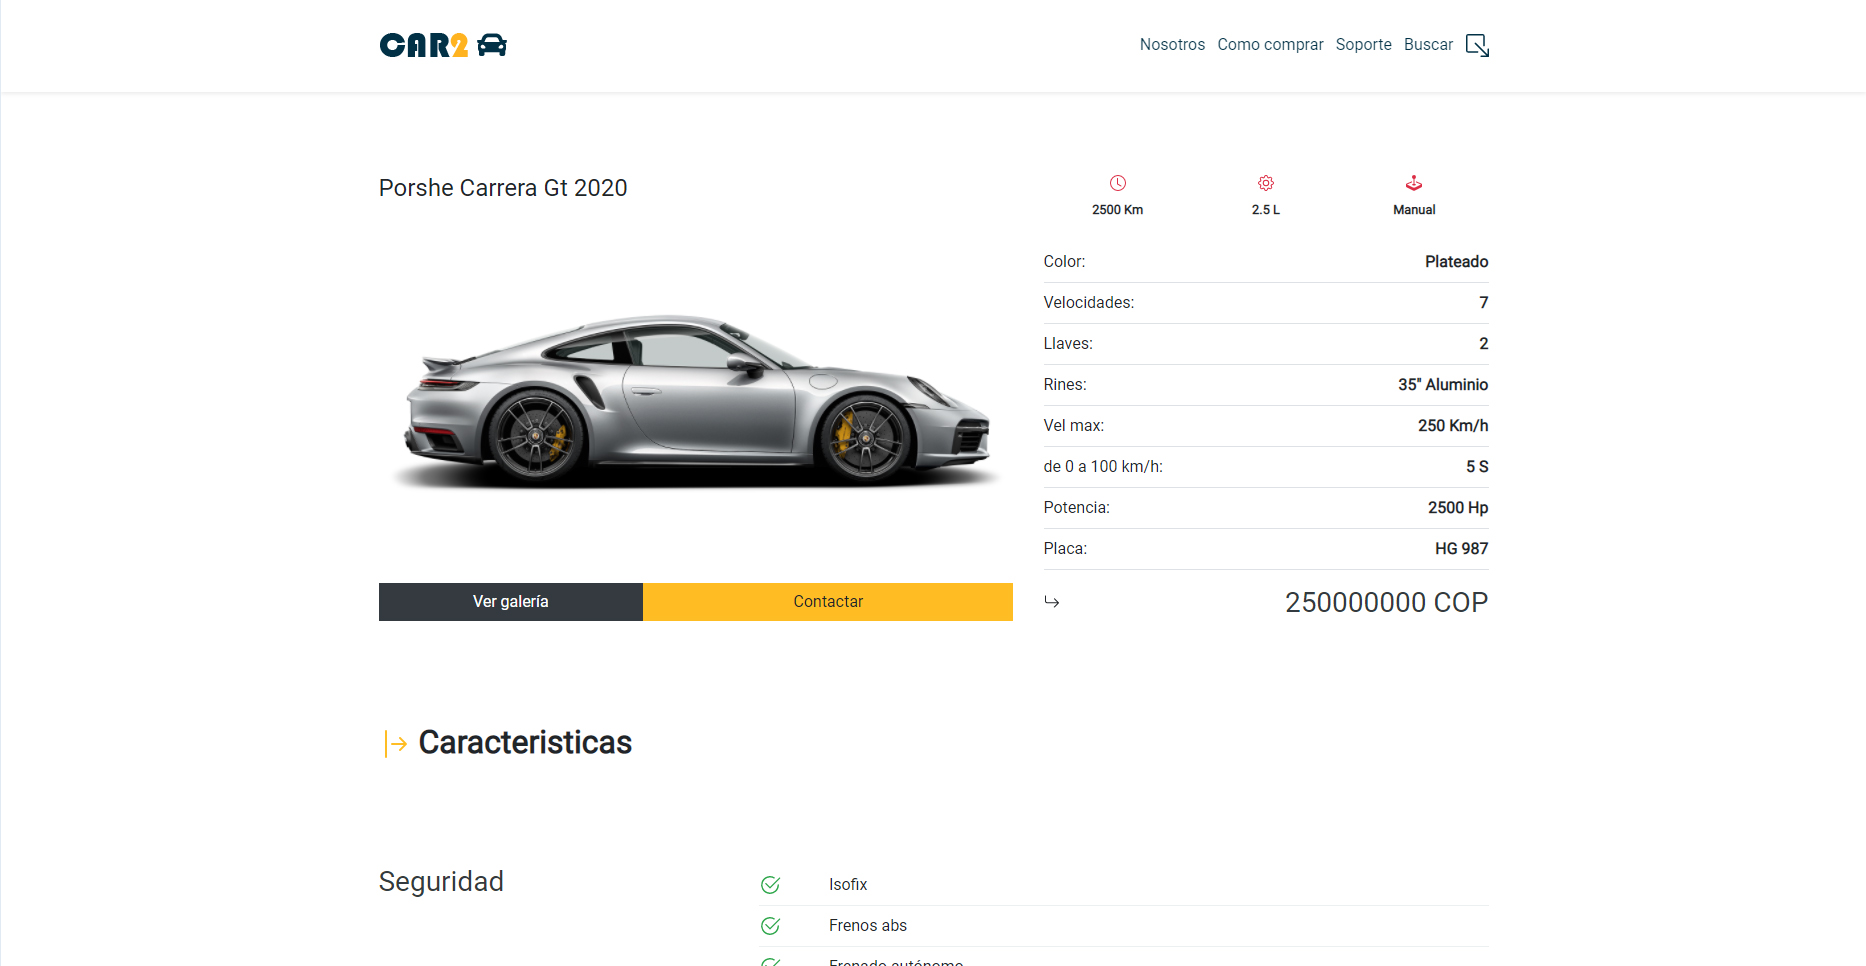 CAR2
Nosotros Como comprar Soporte Buscar
Porshe Carrera Gt 2020
2500 Km
2.5 L
Manual
Color: Plateado
Velocidades: 7
Llaves: 2
Rines: 35" Aluminio
Vel max: 250 Km/h
de 0 a 100 km/h: 5 S
Potencia: 2500 Hp
Placa: HG 987
Ver galería
Contactar
250000000 COP
Caracteristicas
Seguridad
Isofix
Frenos abs
Frenado autónomo